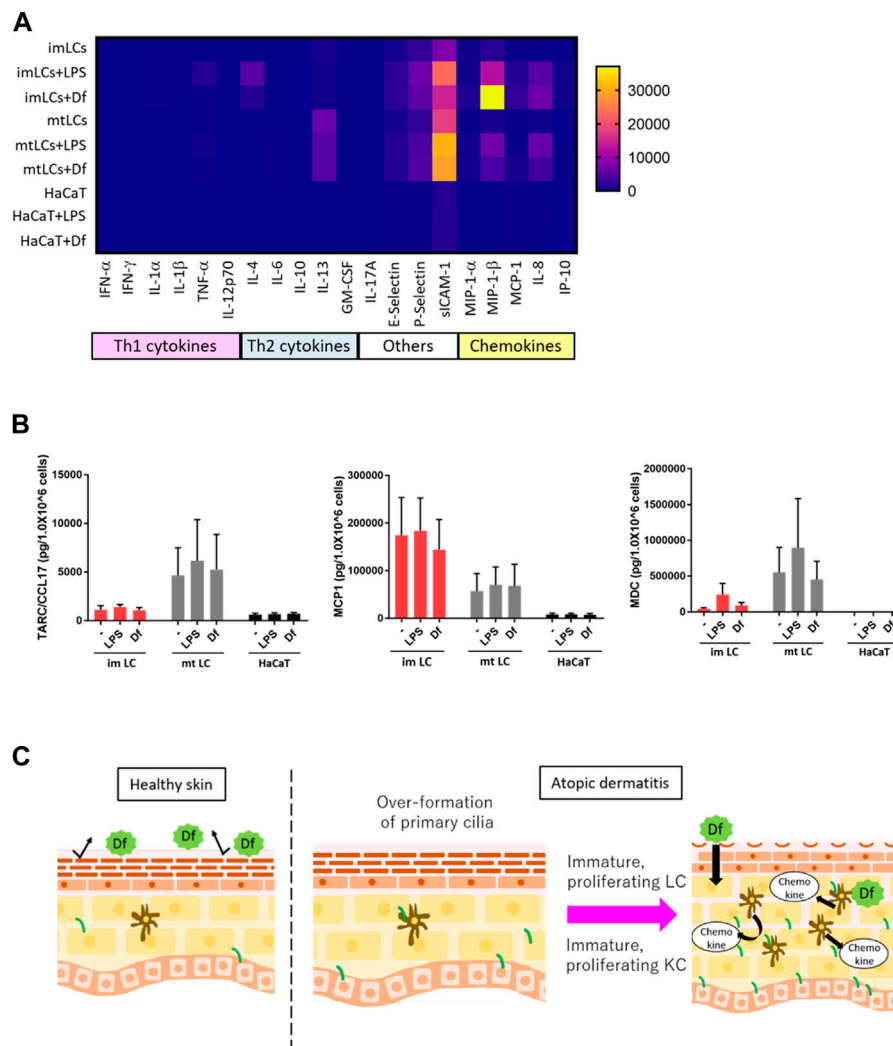 A
imLCs
imLCs+LPS
imLCs+Df
mtLCs
mtLCs+LPS
mtLCs+Df
HaCaT
HaCaT+LPS
HaCaT+Df
30000
20000
10000
0
IFN-α
IFN-γ
IL-1α
IL-1β
TNF-α
IL-12p70
IL-4
IL-6
IL-10
IL-13
GM-CSF
IL-17A
E-Selectin
P-Selectin
sICAM-1
MIP-1-α
MIP-1-β
MCP-1
IL-8
IP-10
Th1 cytokines
Th2 cytokines
Others
Chemokines
B
TARC/CCL17 (pg/1.0X10^6 cells)
15000
10000
5000
0
- LPS Df - LPS Df - LPS Df
im LC mt LC HaCaT
MCP1 (pg/1.0X10^6 cells)
300000
200000
100000
0
- LPS Df - LPS Df - LPS Df
im LC mt LC HaCaT
MDC (pg/1.0X10^6 cells)
2000000
1500000
1000000
500000
0
- LPS Df - LPS Df - LPS Df
im LC mt LC HaCaT
C
Healthy skin
Df
Df
Df
Atopic dermatitis
Over-formation
of primary cilia
Immature,
proliferating LC
Immature,
proliferating KC
Df
Chemo
kine
Df
Chemo
kine
Chemo
kine